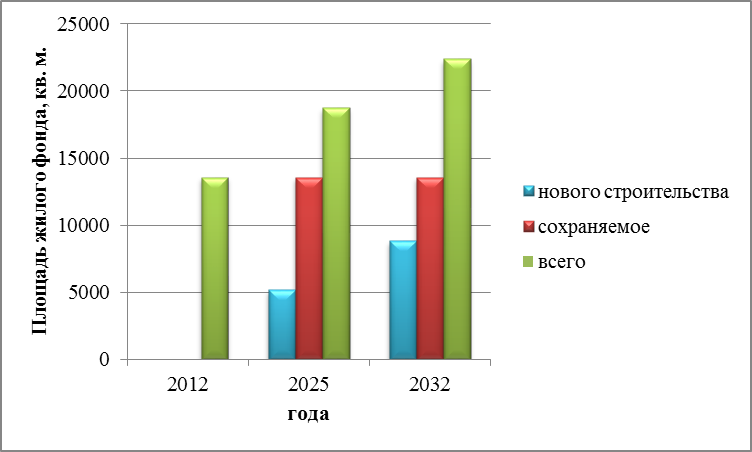 Площадь жилого фонда, кв. м.
25000
20000
15000
10000
5000
0
2012 2025 2032
года
нового строительства
сохраняемое
всего